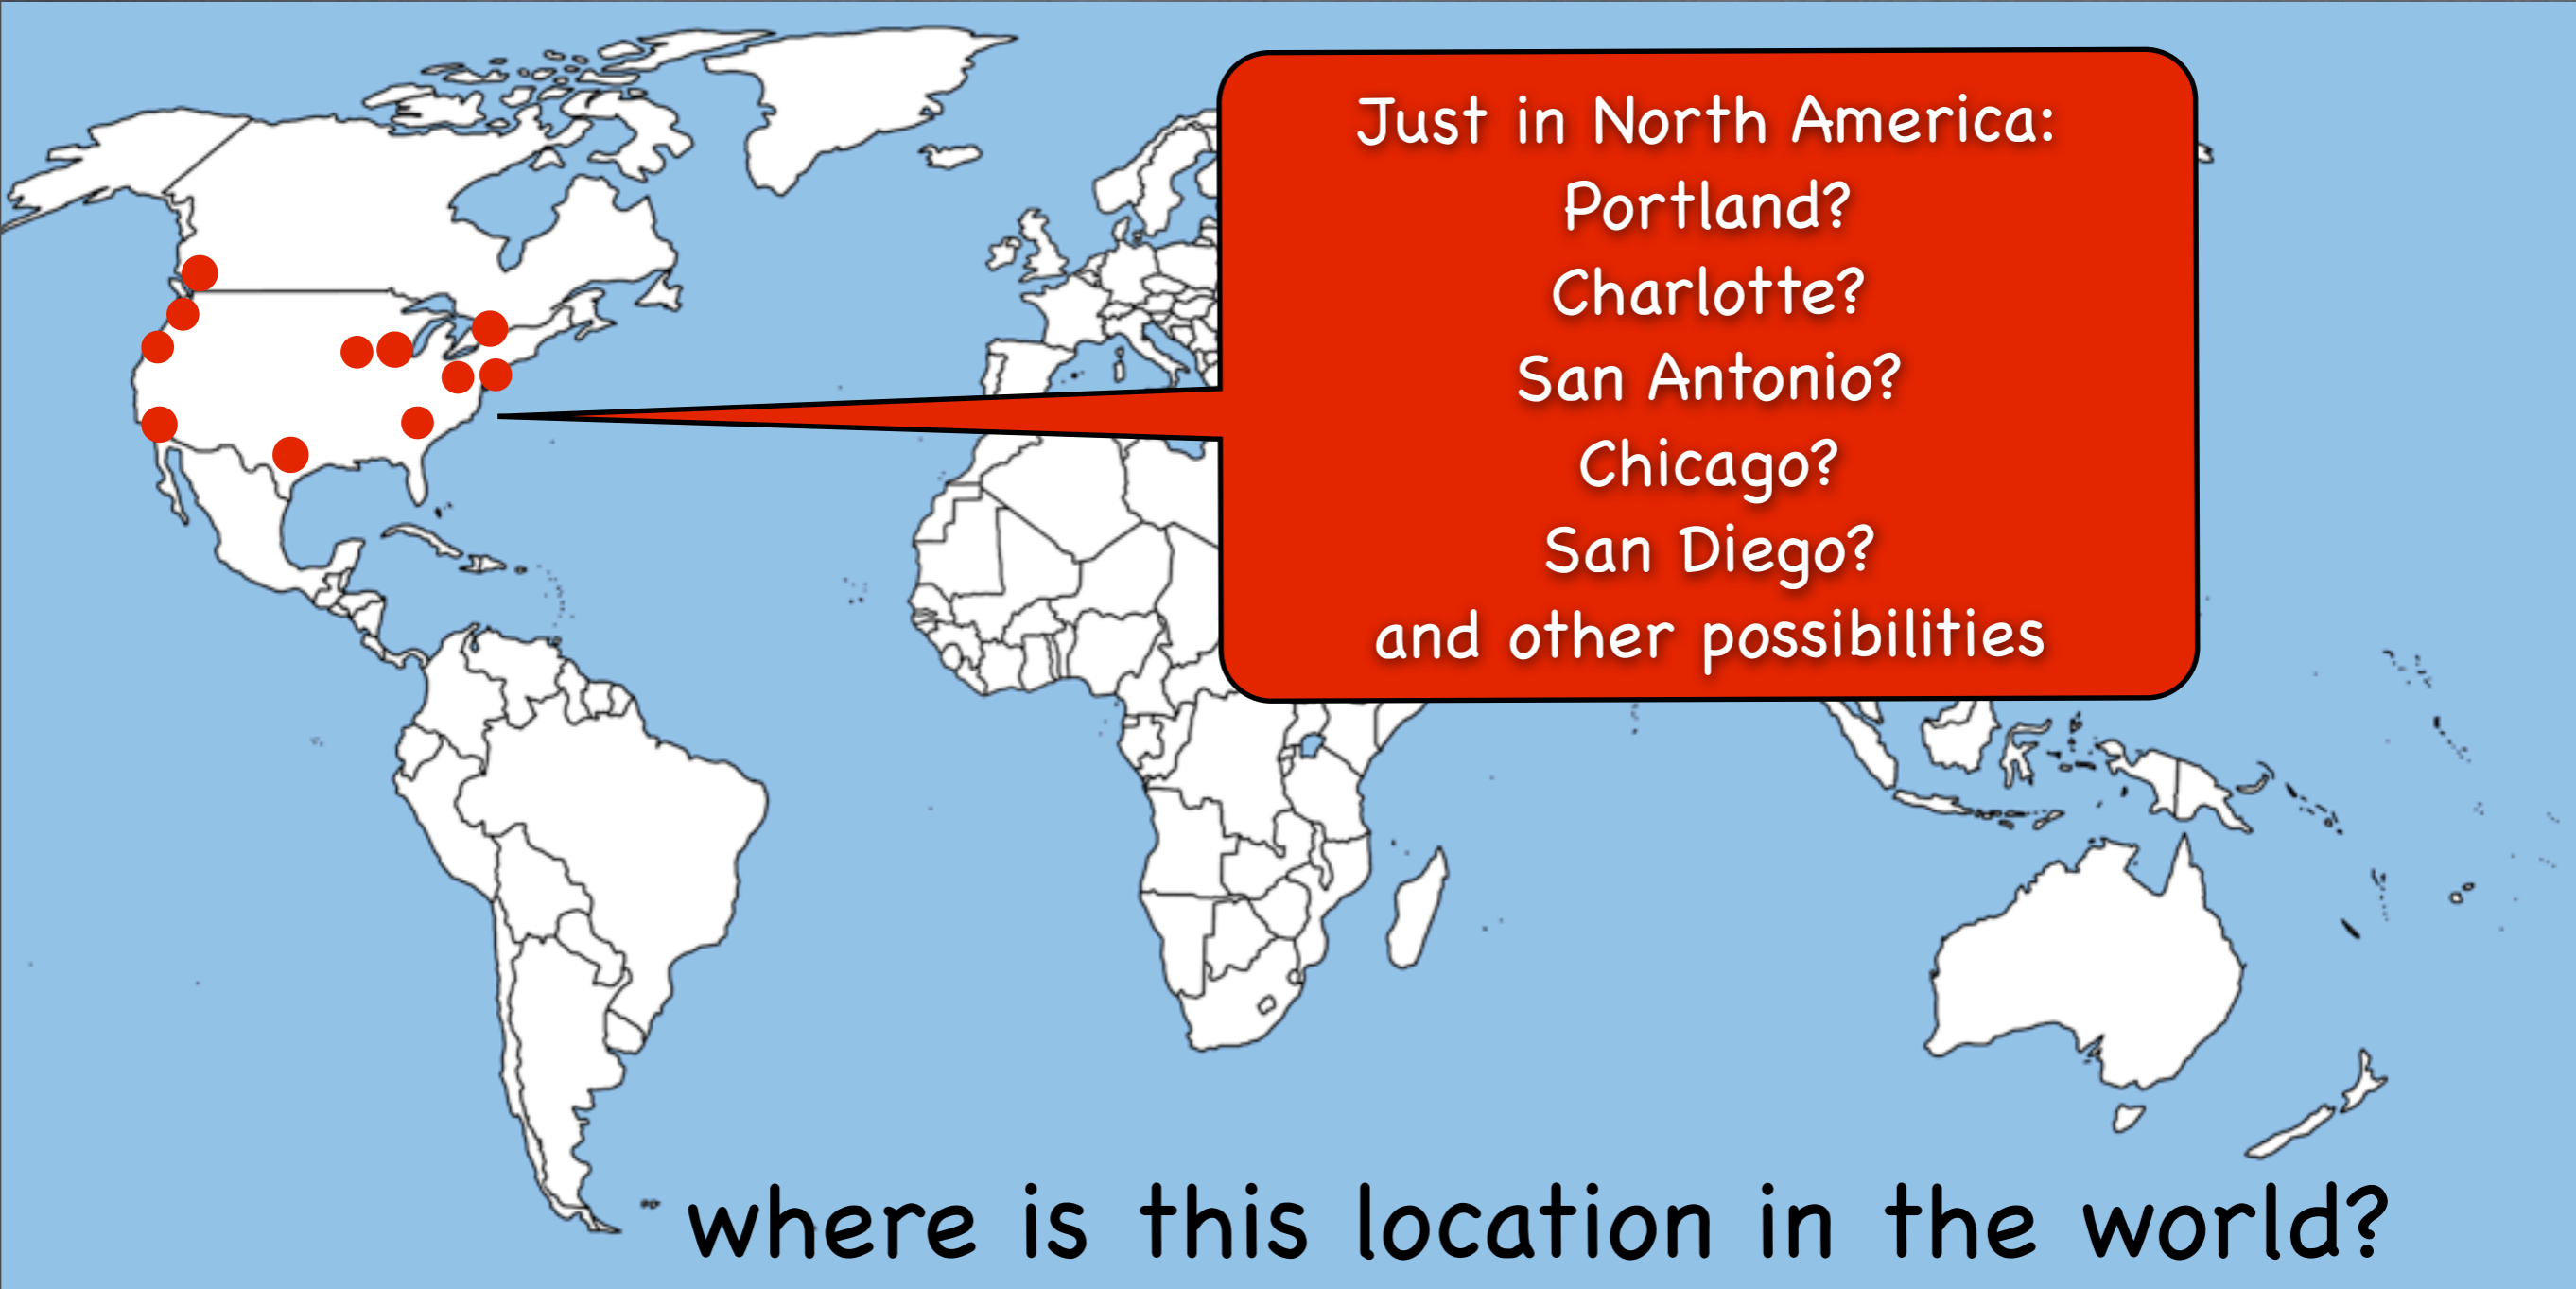 Just in North America:
Portland?
Charlotte?
San Antonio?
Chicago?
San Diego?
and other possibilities
where is this location in the world?